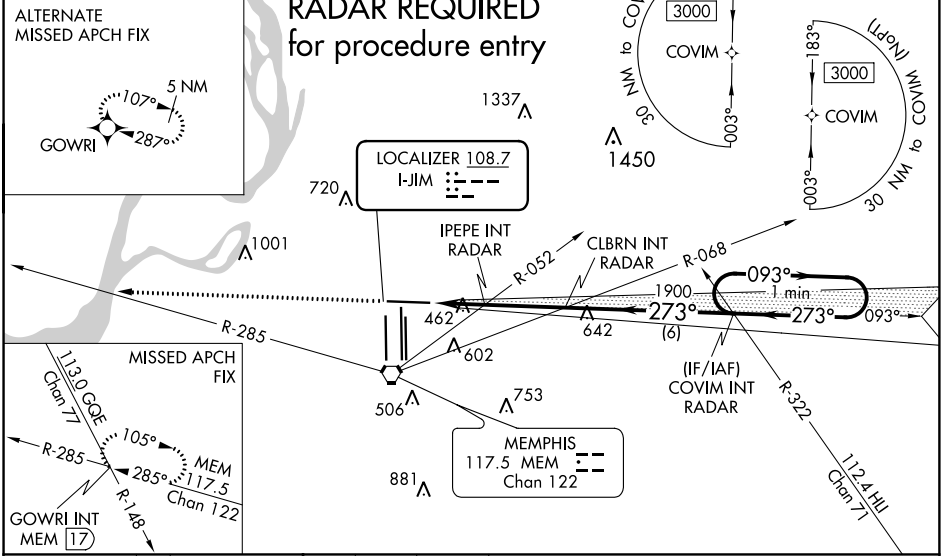 ALTERNATE
MISSED APCH FIX
107°
5 NM
287°
GOWRI
RADAR REQUIRED
for procedure entry
3000
COVIM
30 NM to CO
003°
183°
(NoPT)
3000
COVIM
30 NM to COVIM
003°
1337
1450
LOCALIZER 108.7
I-JIM
720
1001
IPEPE INT
RADAR
R-052
CLBRN INT
RADAR
R-068
093°
1 min
1900
273°
(6)
273°
093°
462
642
R-285
602
(IF/IAF)
COVIM INT
RADAR
R-322
506
753
MEMPHIS
117.5 MEM
Chan 122
881
112.4 HLI
Chan 71
MISSED APCH
FIX
113.0 GQE
Chan 77
R-285
105°
285°
MEM
117.5
Chan 122
R-148
GOWRI INT
MEM 17